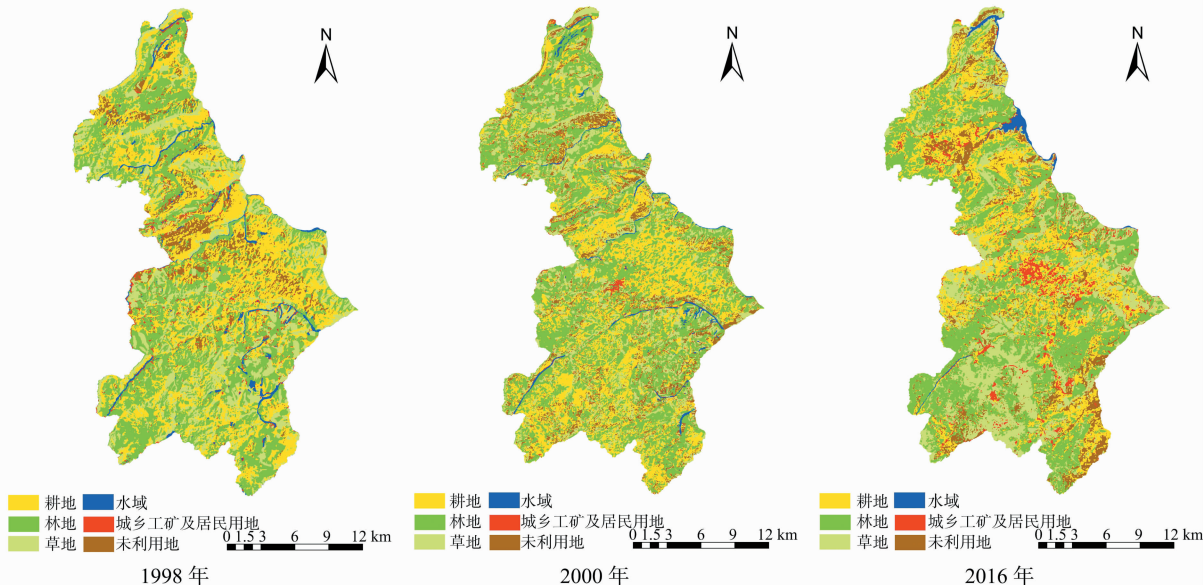 N
耕地 水域
林地 城乡工矿及居民用地
草地 未利用地
0 1.5 3 6 9 12 km
1998 年
N
耕地 水域
林地 城乡工矿及居民用地
草地 未利用地
0 1.5 3 6 9 12 km
2000 年
N
耕地 水域
林地 城乡工矿及居民用地
草地 未利用地
0 1.5 3 6 9 12 km
2016 年